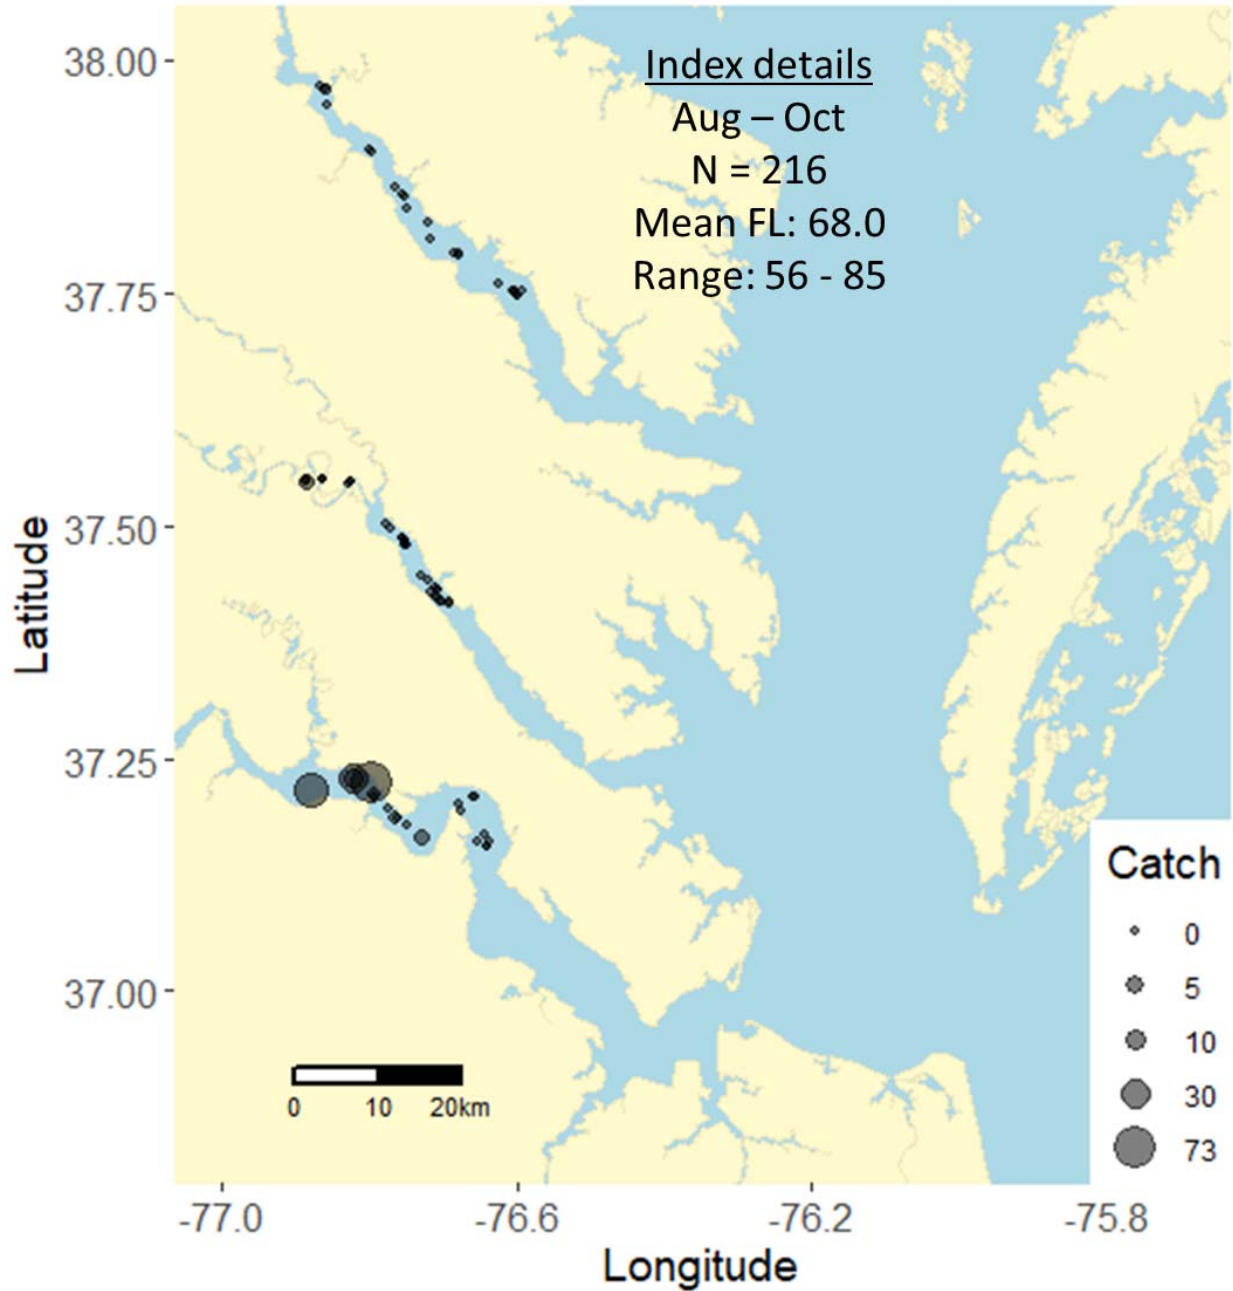 38.00
37.75
37.50
37.25
37.00
Latitude
Index details
Aug – Oct
N = 216
Mean FL: 68.0
Range: 56 - 85
Catch
0
5
10
30
73
0 10 20km
-77.0 -76.6 -76.2 -75.8
Longitude